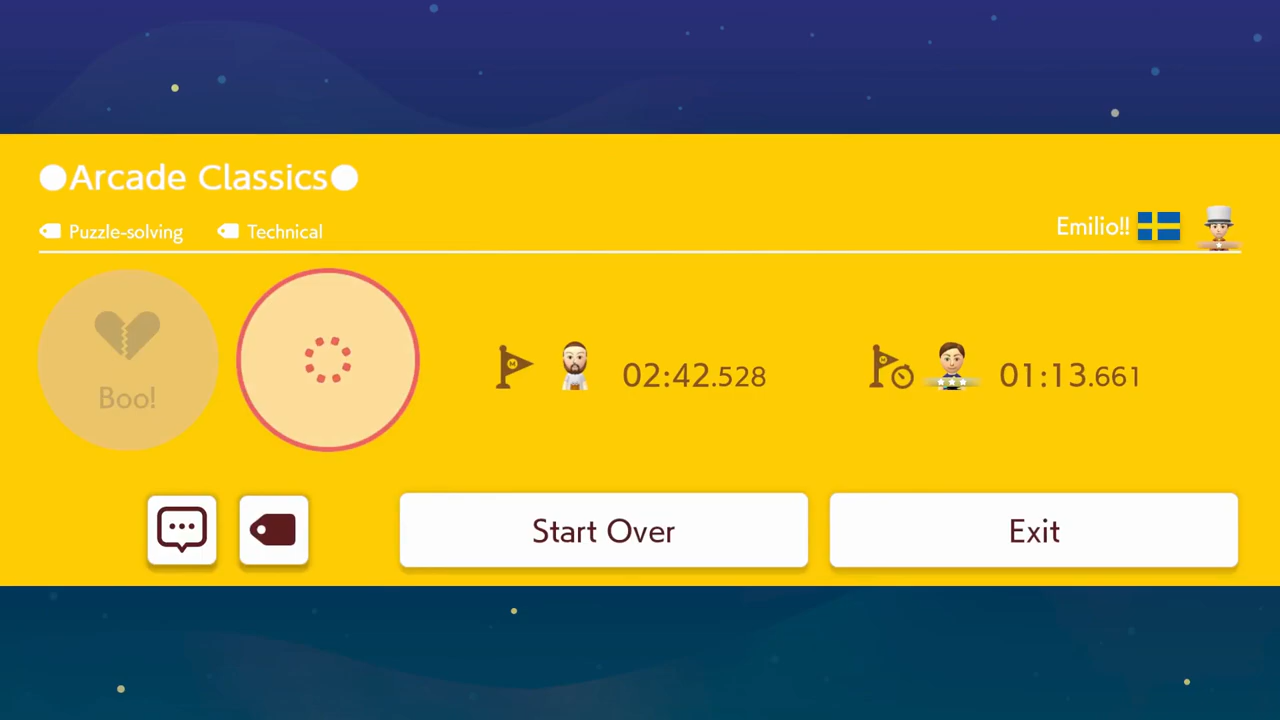 ●Arcade Classics●
Puzzle-solving Technical
Emilio!!
Boo!
M 02:42.528
M 01:13.661
Start Over
Exit